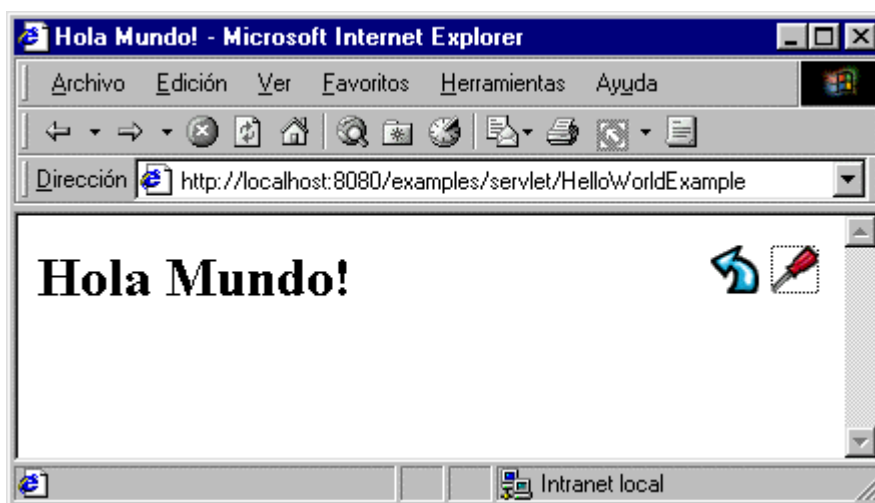 Hola Mundo! - Microsoft Internet Explorer
Archivo Edición Ver Favoritos Herramientas Ayuda
Dirección http://localhost:8080/examples/servlet/HelloWorldExample
Hola Mundo!
Intranet local